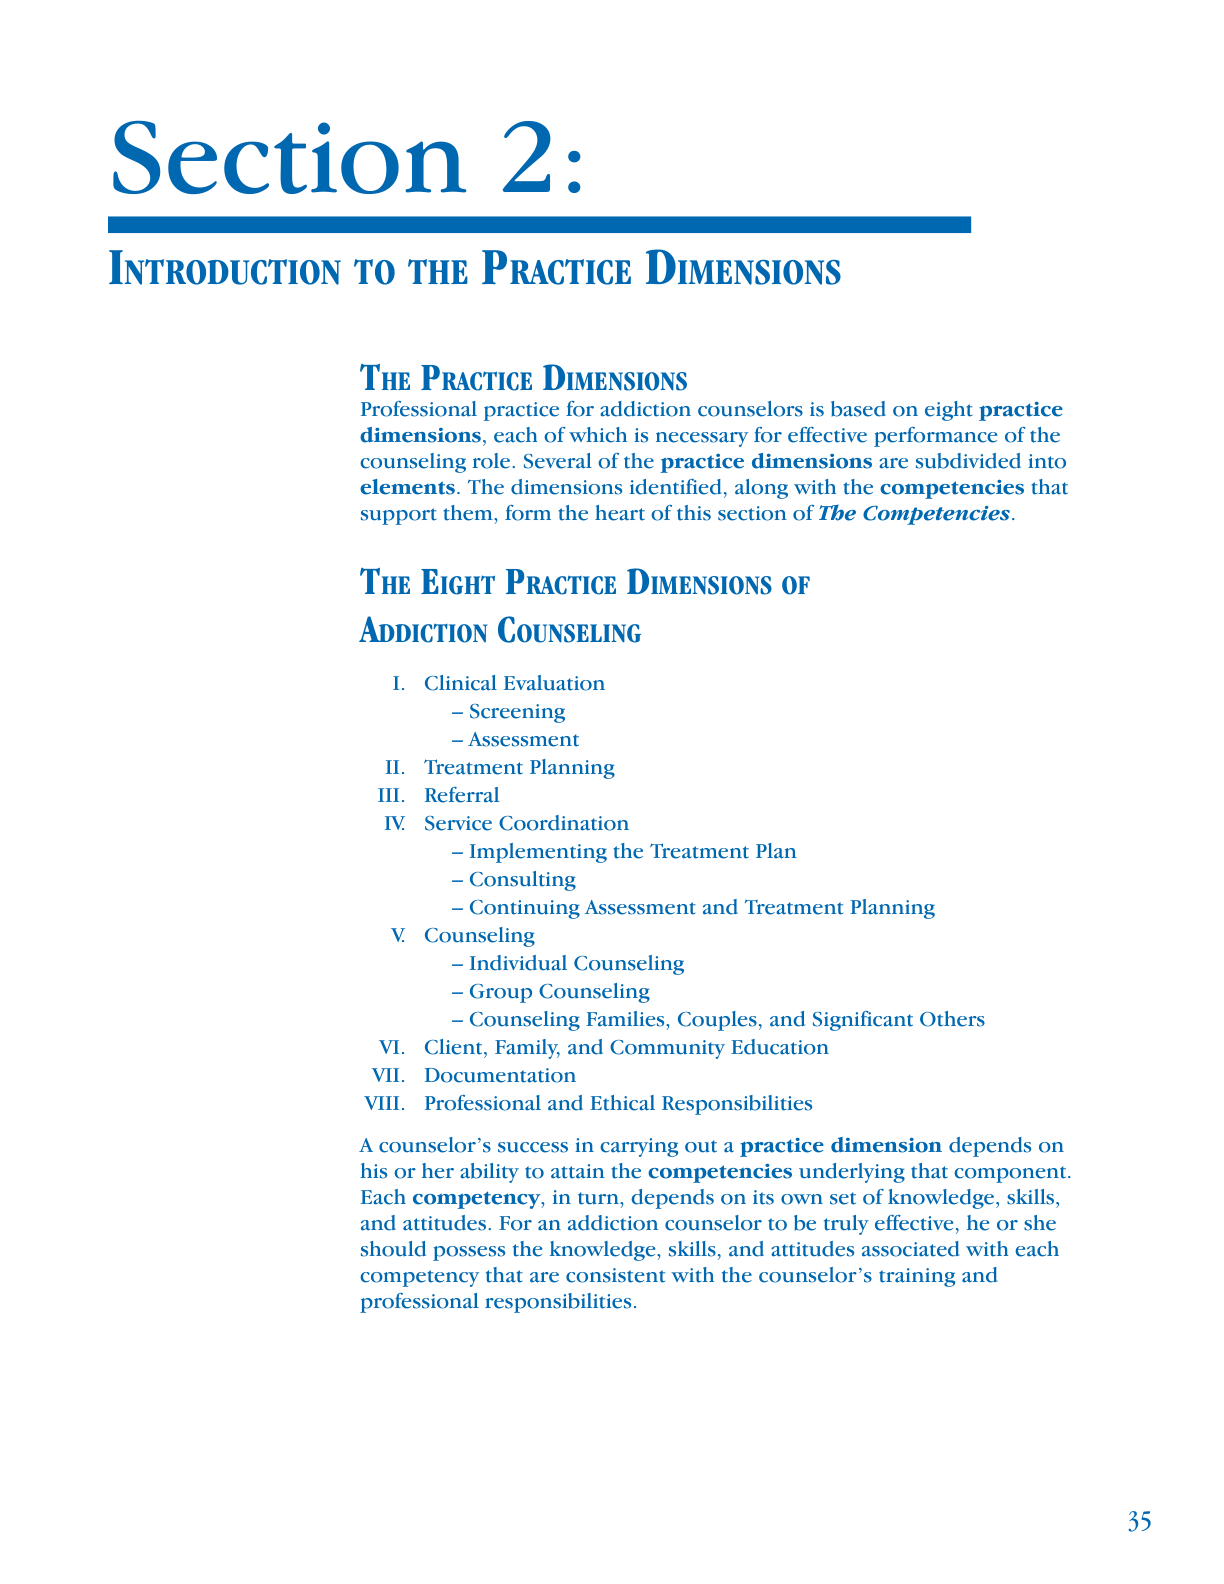 Section 2:
Introduction to the Practice Dimensions
The Practice Dimensions
Professional practice for addiction counselors is based on eight practice
dimensions, each of which is necessary for effective performance of the
counseling role. Several of the practice dimensions are subdivided into
elements. The dimensions identified, along with the competencies that
support them, form the heart of this section of The Competencies.
The Eight Practice Dimensions of
Addiction Counseling
I. Clinical Evaluation
– Screening
– Assessment
II. Treatment Planning
III. Referral
IV. Service Coordination
– Implementing the Treatment Plan
– Consulting
– Continuing Assessment and Treatment Planning
V. Counseling
– Individual Counseling
– Group Counseling
– Counseling Families, Couples, and Significant Others
VI. Client, Family, and Community Education
VII. Documentation
VIII. Professional and Ethical Responsibilities
A counselor’s success in carrying out a practice dimension depends on
his or her ability to attain the competencies underlying that component.
Each competency, in turn, depends on its own set of knowledge, skills,
and attitudes. For an addiction counselor to be truly effective, he or she
should possess the knowledge, skills, and attitudes associated with each
competency that are consistent with the counselor’s training and
professional responsibilities.
35